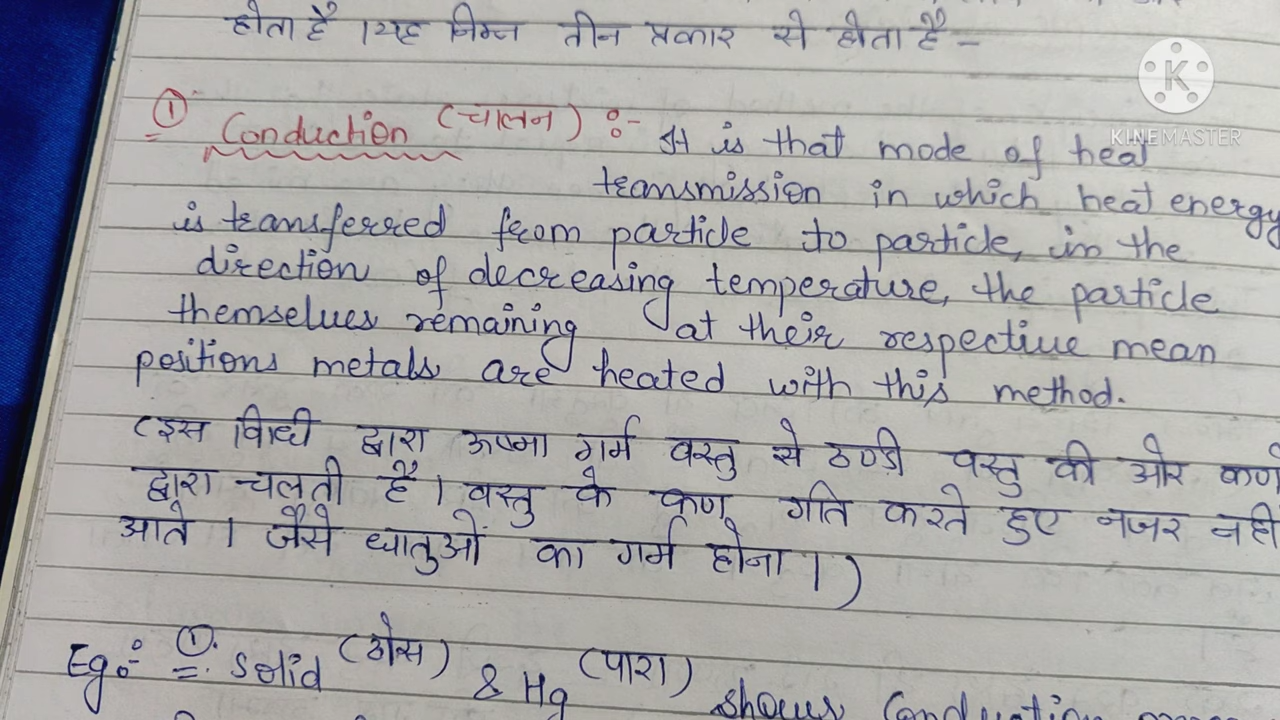 होता है । यह निम्न तीन प्रकार से होता है -
K
KINEMASTER
① Conduction (चालन) :- It is that mode of heat
transmission in which heat energy
is transferred from particle to particle, in the
direction of decreasing temperature, the particle
themselves remaining at their respective mean
positions metals are heated with this method.
(इस विधी द्वारा ऊष्मा गर्म वस्तु से ठण्डी वस्तु की ओर
द्वारा चलती है । वस्तु के कण गति करते हुए नजर नही
आते । जैसे धातुओं का गर्म होना । )
Eg:- ① Solid (ठोस) & Hg (पारा) shows Conduction